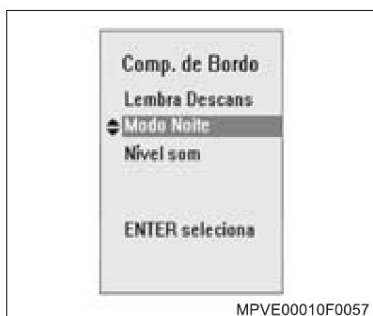 Comp. de Bordo
Lembra Descans
Modo Noite
Nível som
ENTER seleciona
MPVE00010F0057